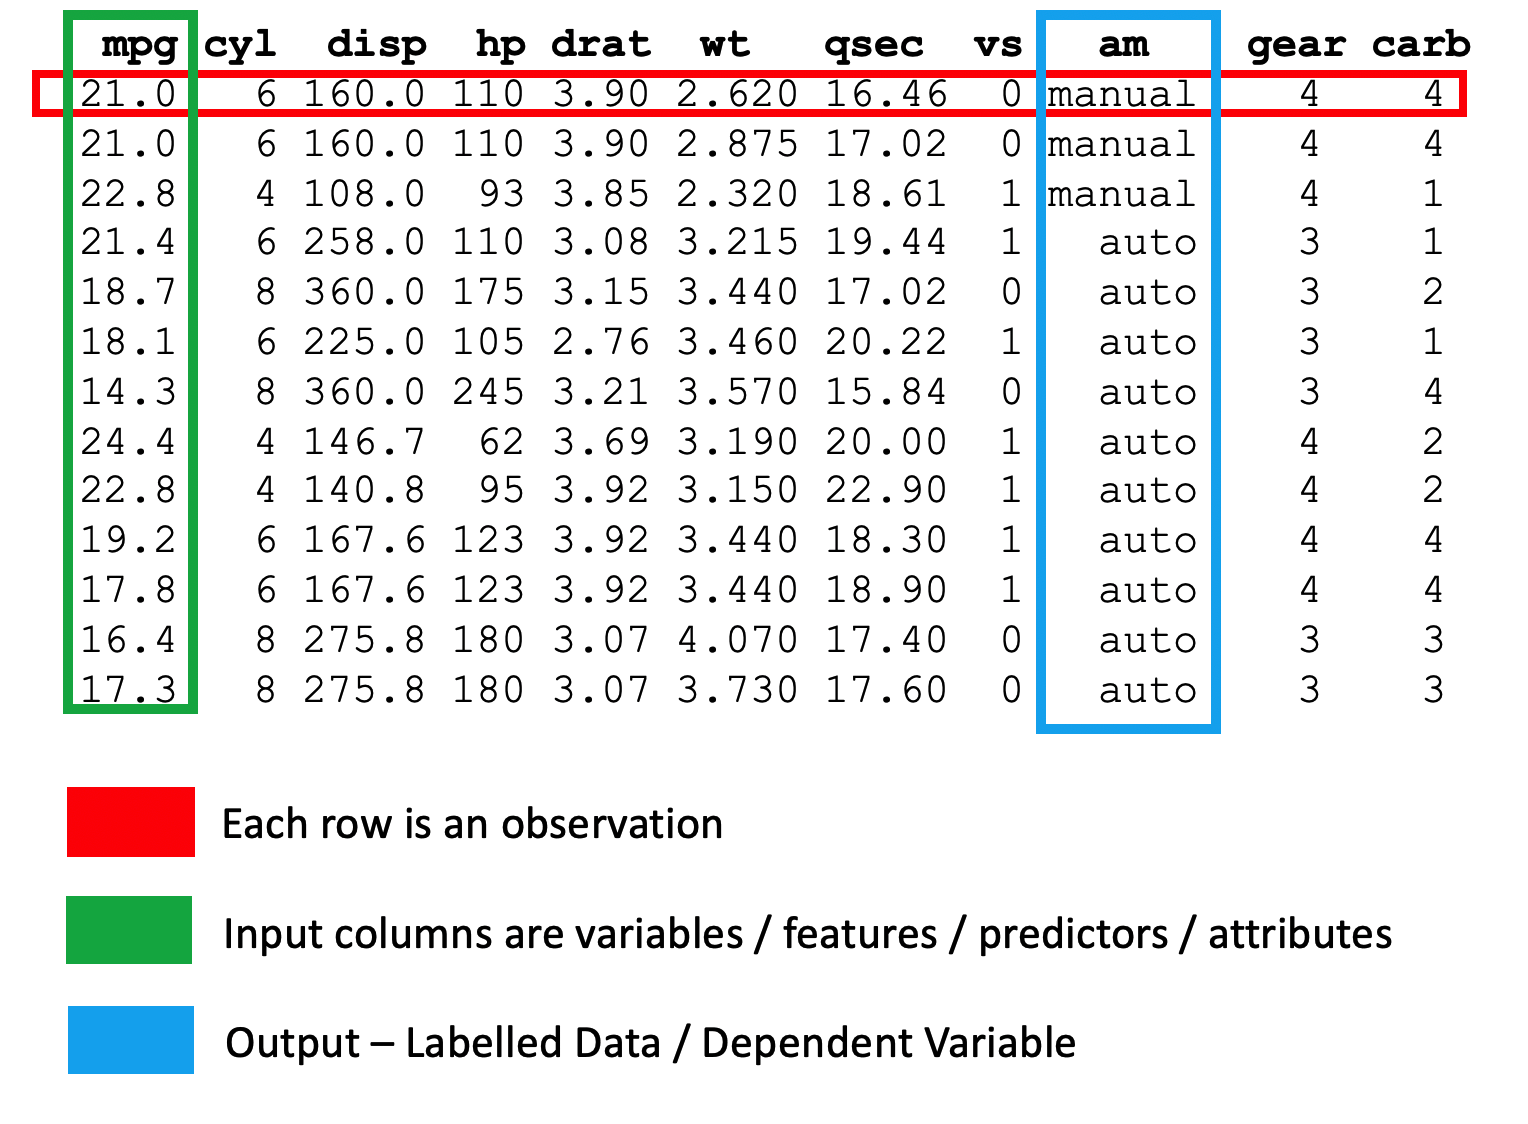 mpg cyl disp hp drat wt qsec vs am gear carb
21.0 6 160.0 110 3.90 2.620 16.46 0 manual 4 4
21.0 6 160.0 110 3.90 2.875 17.02 0 manual 4 4
22.8 4 108.0 93 3.85 2.320 18.61 1 manual 4 1
21.4 6 258.0 110 3.08 3.215 19.44 1 auto 3 1
18.7 8 360.0 175 3.15 3.440 17.02 0 auto 3 2
18.1 6 225.0 105 2.76 3.460 20.22 1 auto 3 1
14.3 8 360.0 245 3.21 3.570 15.84 0 auto 3 4
24.4 4 146.7 62 3.69 3.190 20.00 1 auto 4 2
22.8 4 140.8 95 3.92 3.150 22.90 1 auto 4 2
19.2 6 167.6 123 3.92 3.440 18.30 1 auto 4 4
17.8 6 167.6 123 3.92 3.440 18.90 1 auto 4 4
16.4 8 275.8 180 3.07 4.070 17.40 0 auto 3 3
17.3 8 275.8 180 3.07 3.730 17.60 0 auto 3 3
Each row is an observation
Input columns are variables / features / predictors / attributes
Output – Labelled Data / Dependent Variable